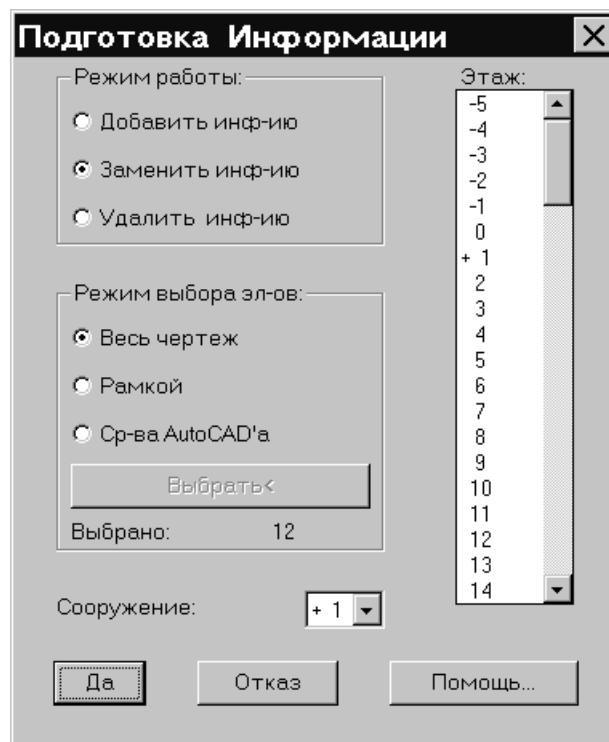 Подготовка Информации
Режим работы:
Добавить инф-ию
Заменить инф-ию
Удалить инф-ию
Режим выбора эл-ов:
Весь чертеж
Рамкой
Ср-ва AutoCAD'а
Выбрать<
Выбрано: 12
Сооружение: + 1
Этаж:
-5
-4
-3
-2
-1
0
+ 1
2
3
4
5
6
7
8
9
10
11
12
13
14
Да Отказ Помощь...